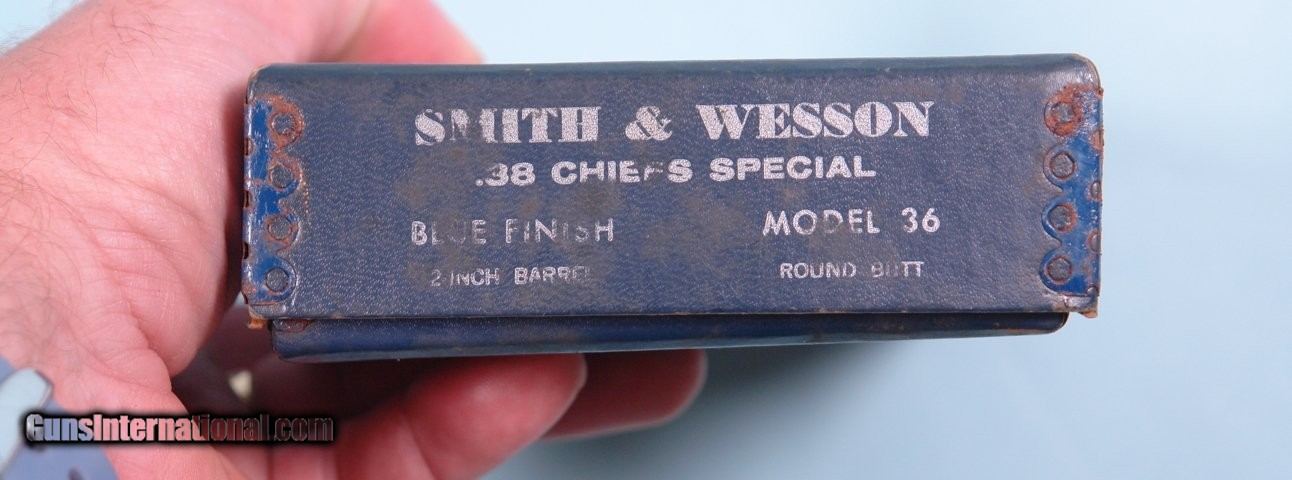 SMITH & WESSON
.38 CHIEFS SPECIAL
BLUE FINISH MODEL 36
2-INCH BARREL ROUND BUTT
GunsInternational.com